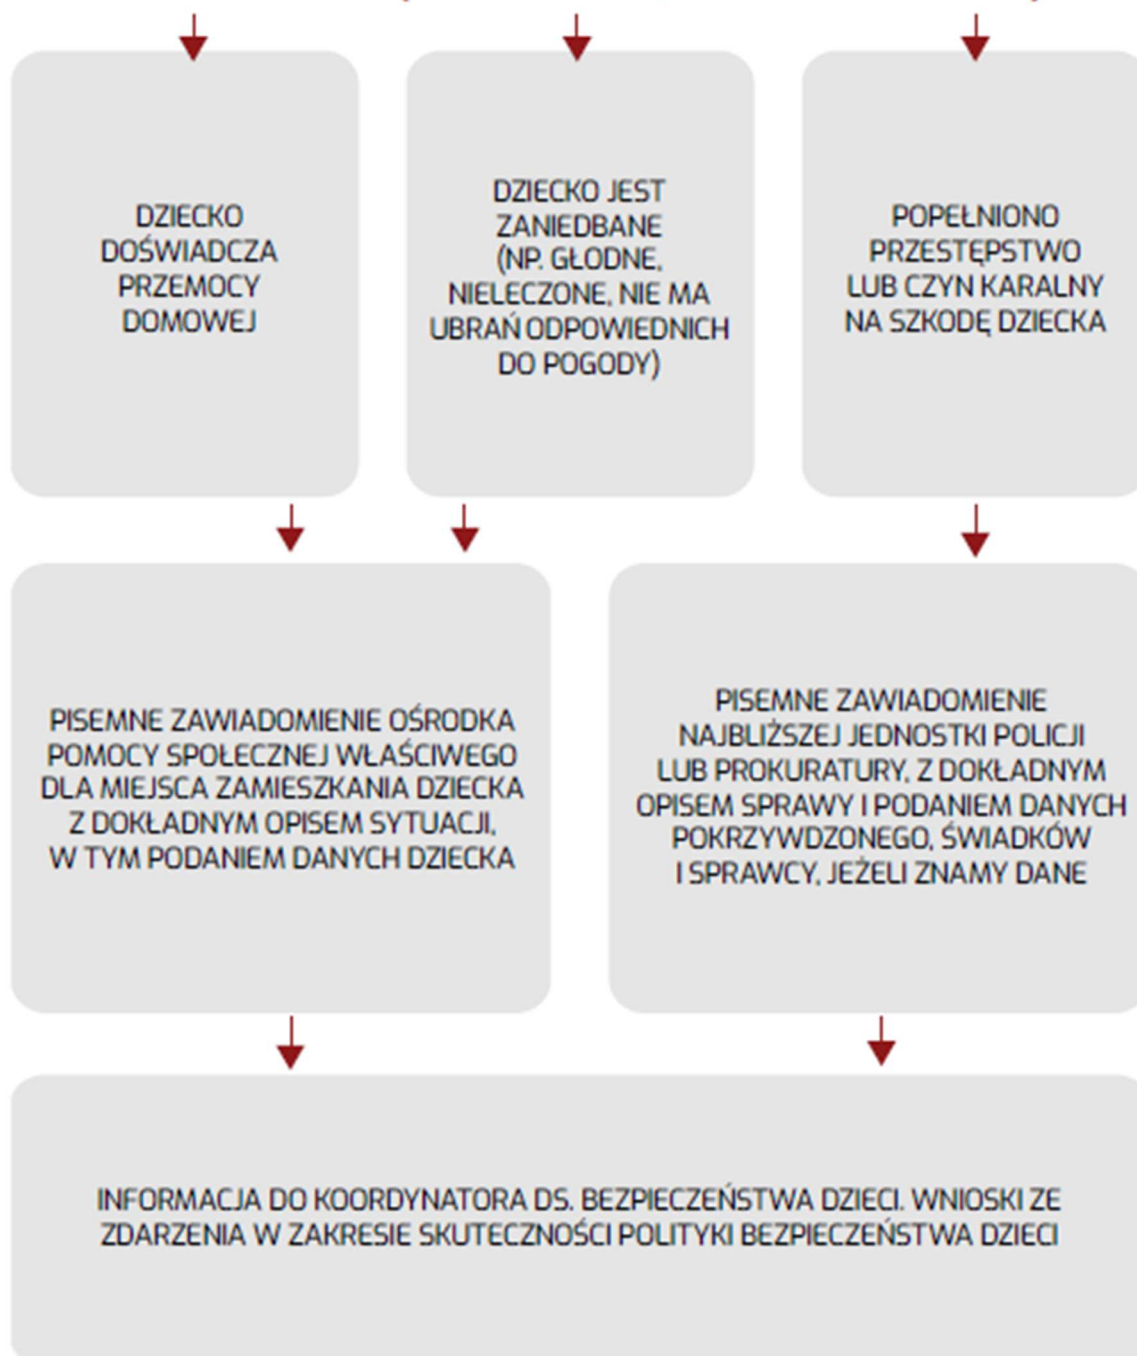 DZIECKO
DOŚWIADCZA
PRZEMOCY
DOMOWEJ
DZIECKO JEST
ZANIEDBANE
(NP. GŁODNE,
NIELECZONE, NIE MA
UBRAŃ ODPOWIEDNICH
DO POGODY)
POPEŁNIONO
PRZESTĘPSTWO
LUB CZYN KARALNY
NA SZKODĘ DZIECKA
PISEMNE ZAWIADOMIENIE OŚRODKA
POMOCY SPOŁECZNEJ WŁAŚCIWEGO
DLA MIEJSCA ZAMIESZKANIA DZIECKA
Z DOKŁADNYM OPISEM SYTUACJI,
W TYM PODANIEM DANYCH DZIECKA
PISEMNE ZAWIADOMIENIE
NAJBLIŻSZEJ JEDNOSTKI POLICJI
LUB PROKURATURY, Z DOKŁADNYM
OPISEM SPRAWY I PODANIEM DANYCH
POKRZYWDZONEGO, ŚWIADKÓW
I SPRAWCY, JEŻELI ZNAMY DANE
INFORMACJA DO KOORDYNATORA DS. BEZPIECZEŃSTWA DZIECI. WNIOSKI ZE
ZDARZENIA W ZAKRESIE SKUTECZNOŚCI POLITYKI BEZPIECZEŃSTWA DZIECI